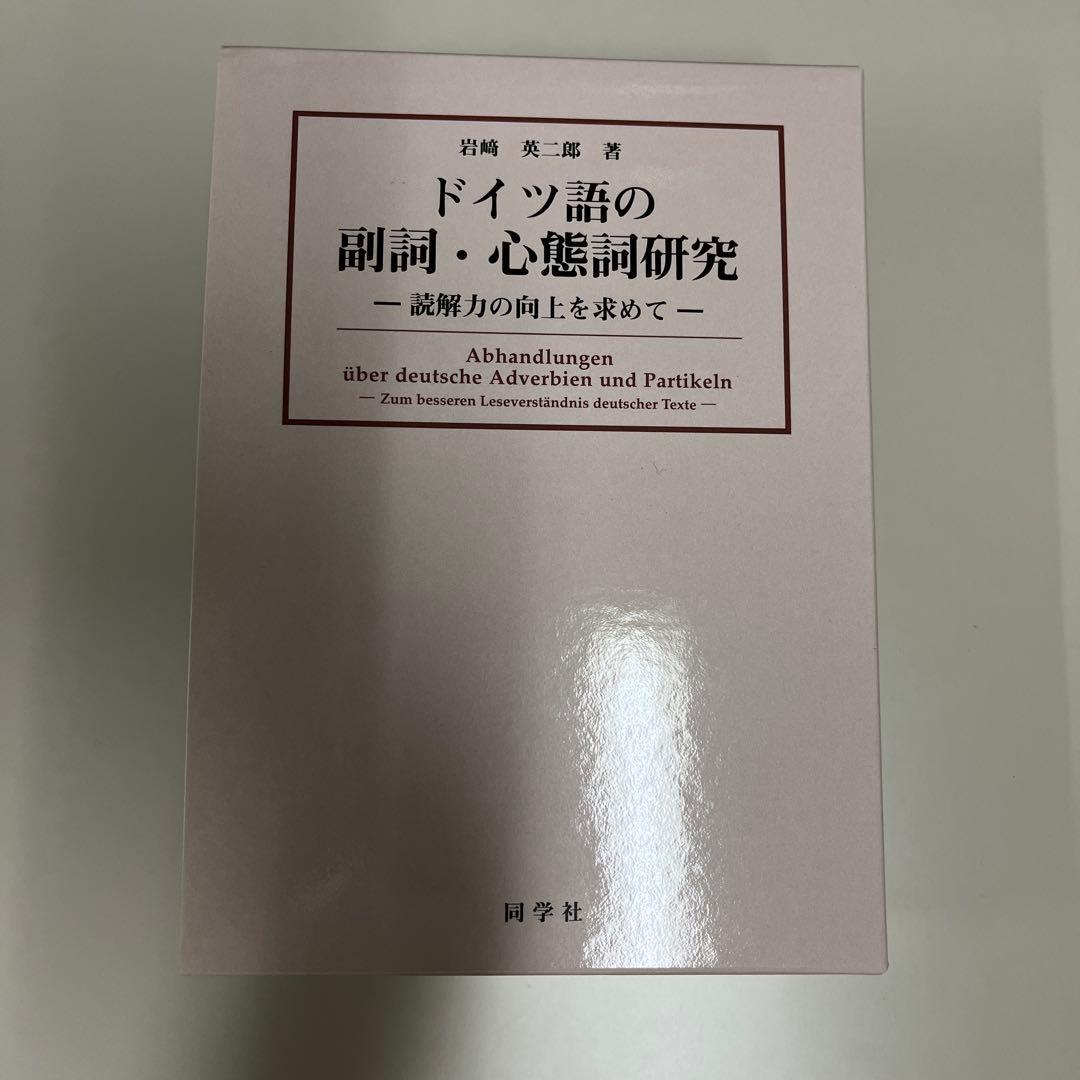 岩﨑 英二郎 著
ドイツ語の
副詞・心態詞研究
― 読解力の向上を求めて ―
Abhandlungen
über deutsche Adverbien und Partikeln
— Zum besseren Leseverständnis deutscher Texte —
同学社